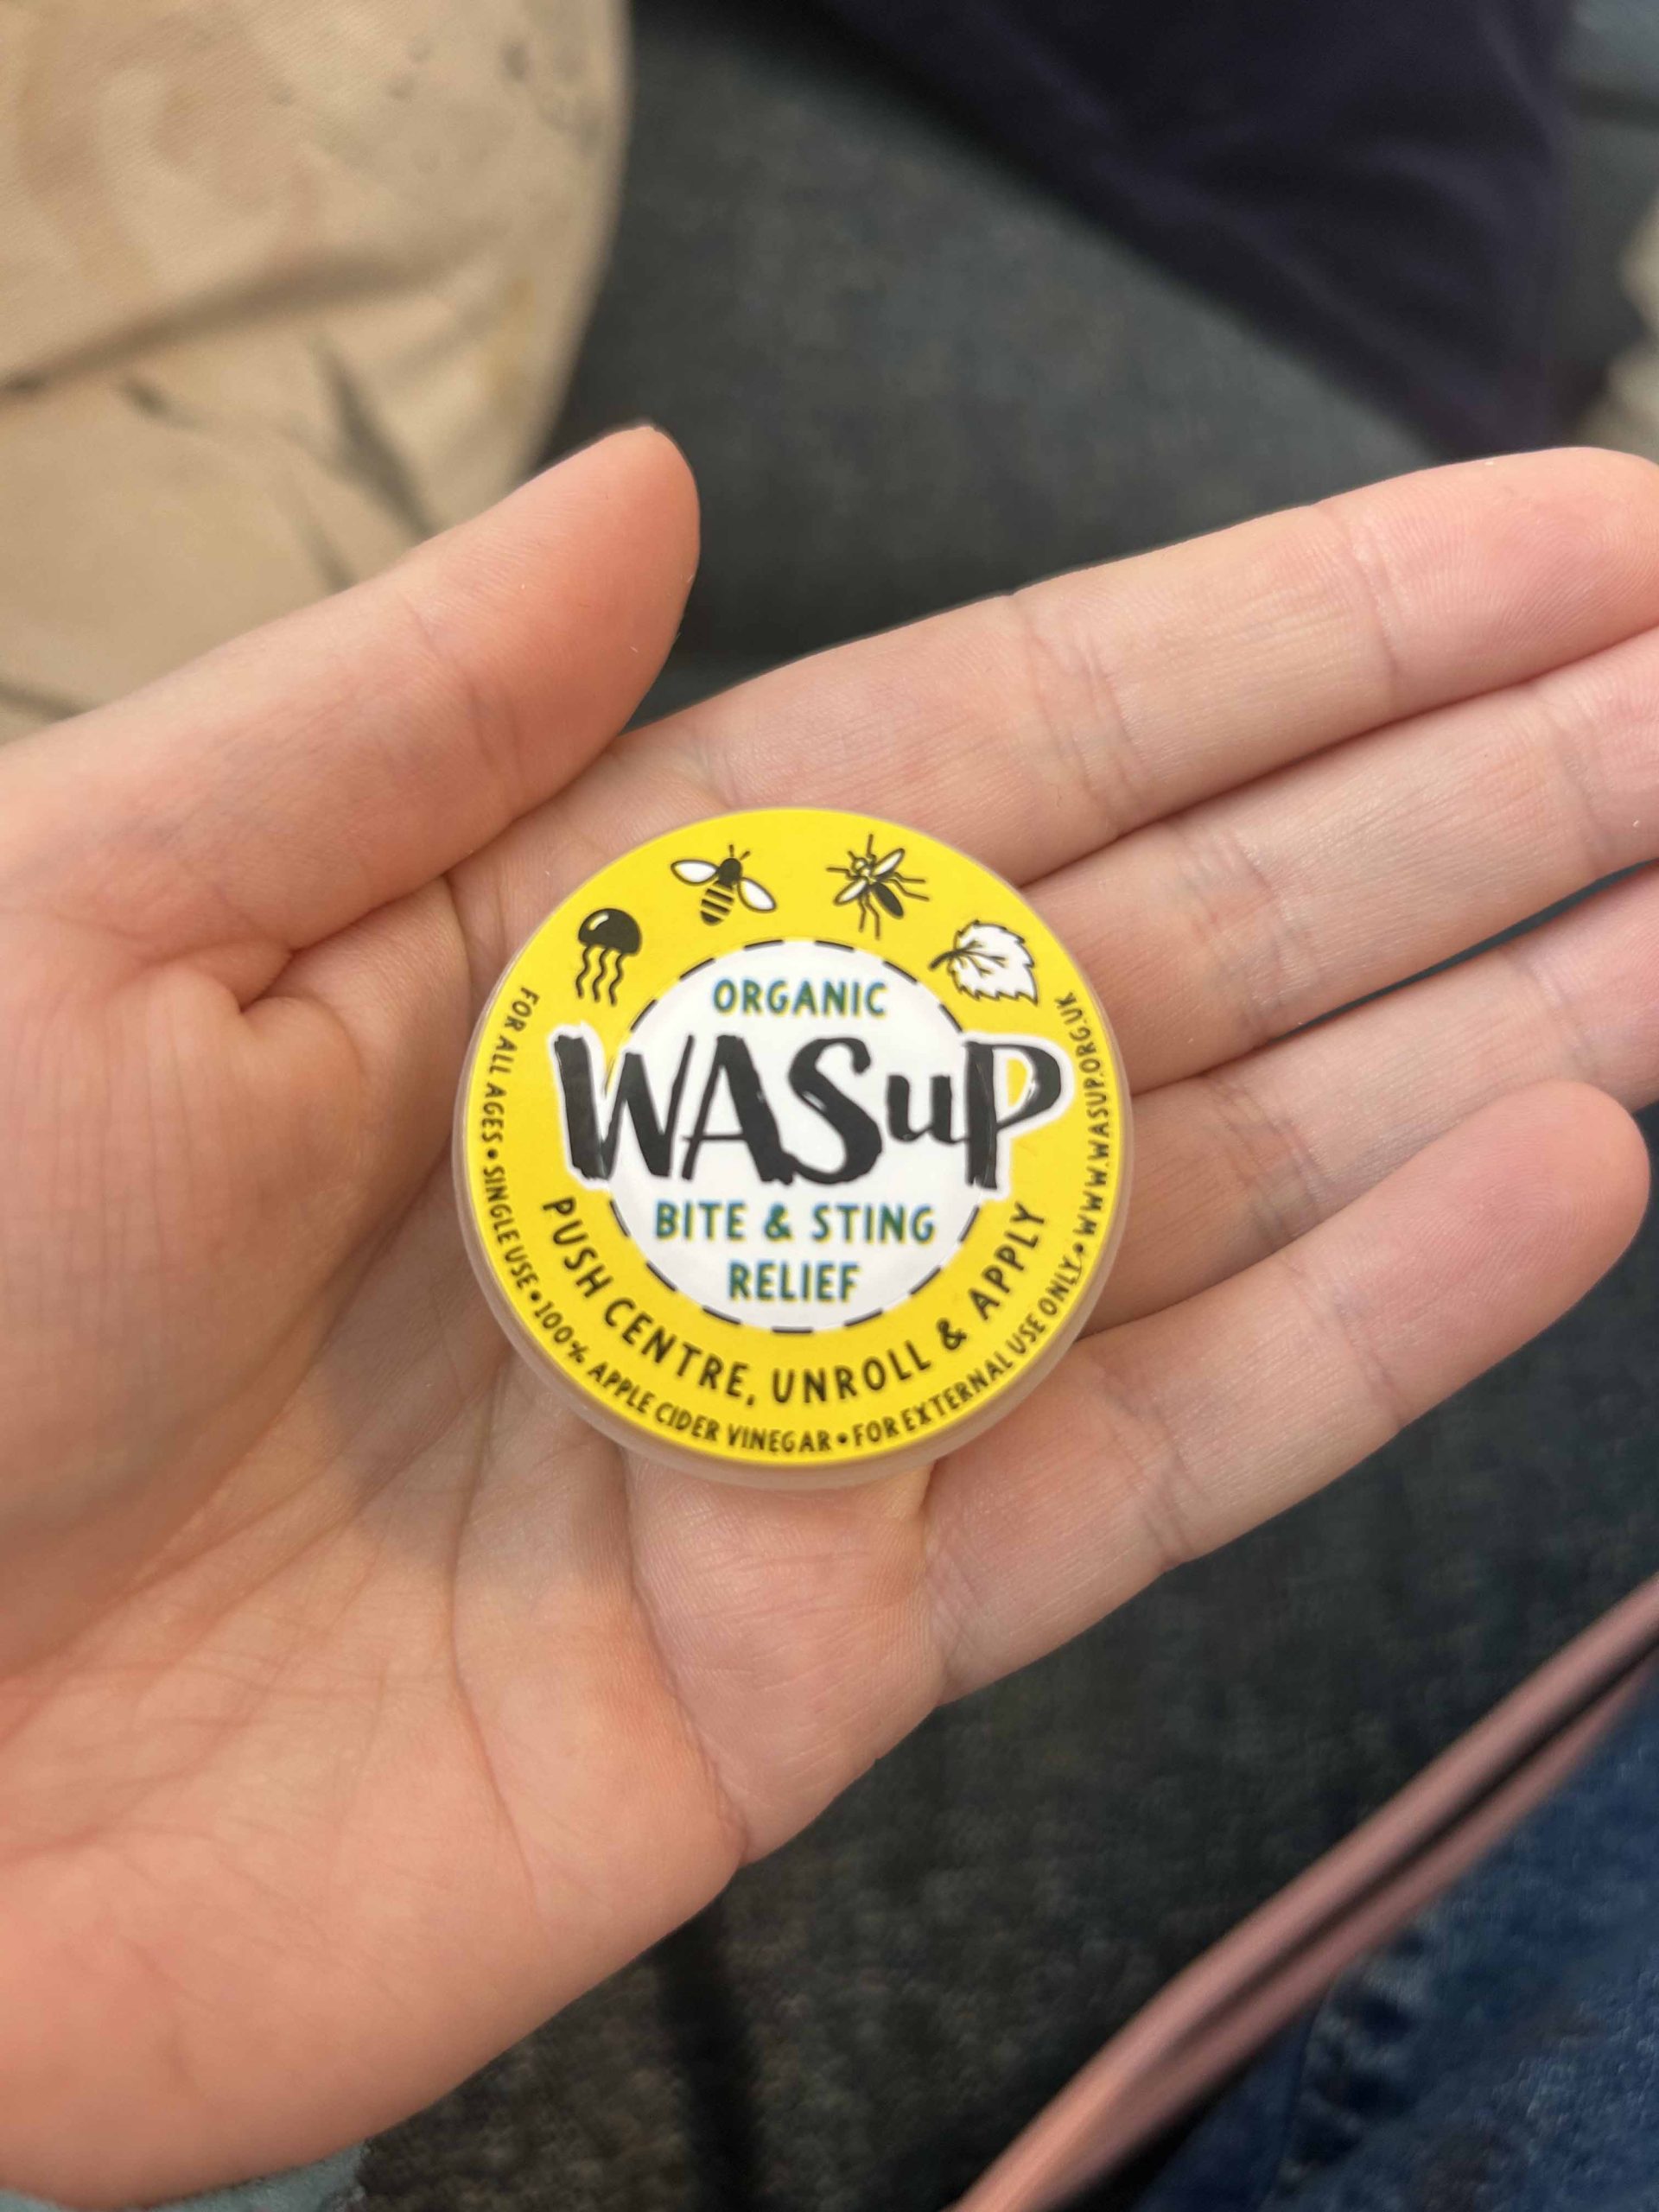 ORGANIC
WASuP
BITE & STING
RELIEF
PUSH CENTRE, UNROLL & APPLY
FOR ALL AGES • SINGLE USE • 100% APPLE CIDER VINEGAR • FOR EXTERNAL USE ONLY • WWW.WASUP.ORG.UK